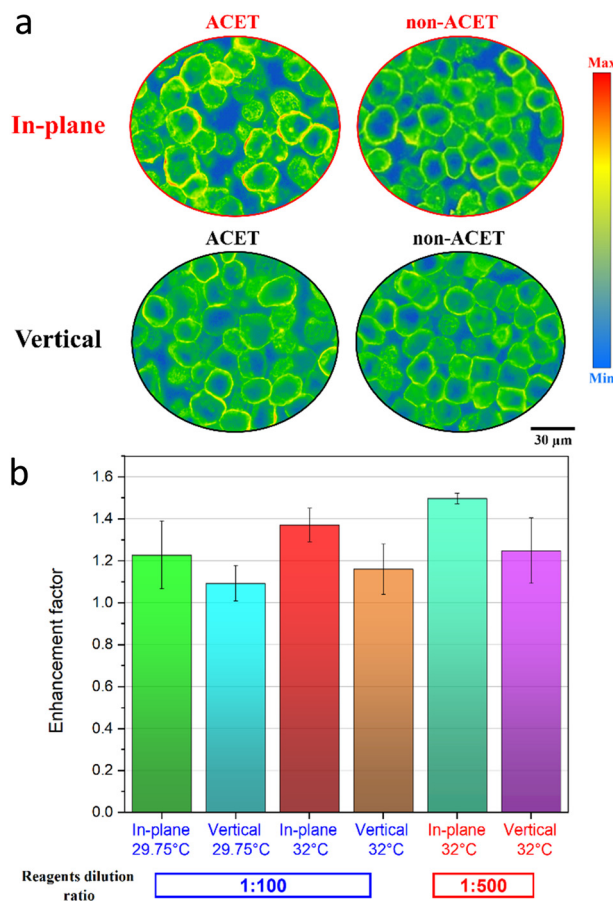 a
ACET
non-ACET
Max
In-plane
ACET
non-ACET
Vertical
Min
30 µm
b
1.6
1.4
1.2
1.0
0.8
0.6
0.4
0.2
0.0
Enhancement factor
In-plane Vertical In-plane Vertical In-plane Vertical
29.75°C 29.75°C 32°C 32°C 32°C 32°C
Reagents dilution
ratio
1:100
1:500